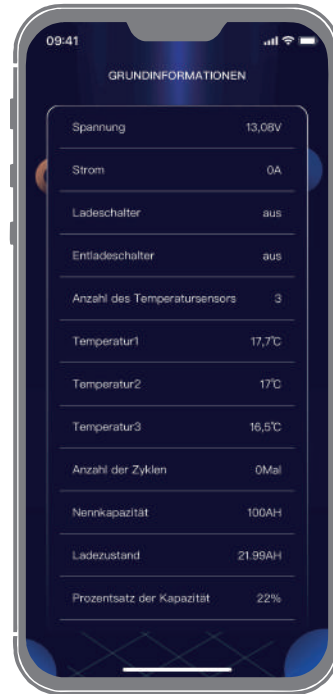 09:41
GRUNDINFORMATIONEN
Spannung 13,08V
Strom 0A
Ladeschalter aus
Entladeschalter aus
Anzahl des Temperatursensors 3
Temperatur1 17,7℃
Temperatur2 17℃
Temperatur3 16,5℃
Anzahl der Zyklen 0Mal
Nennkapazität 100AH
Ladezustand 21.99AH
Prozentsatz der Kapazität 22%